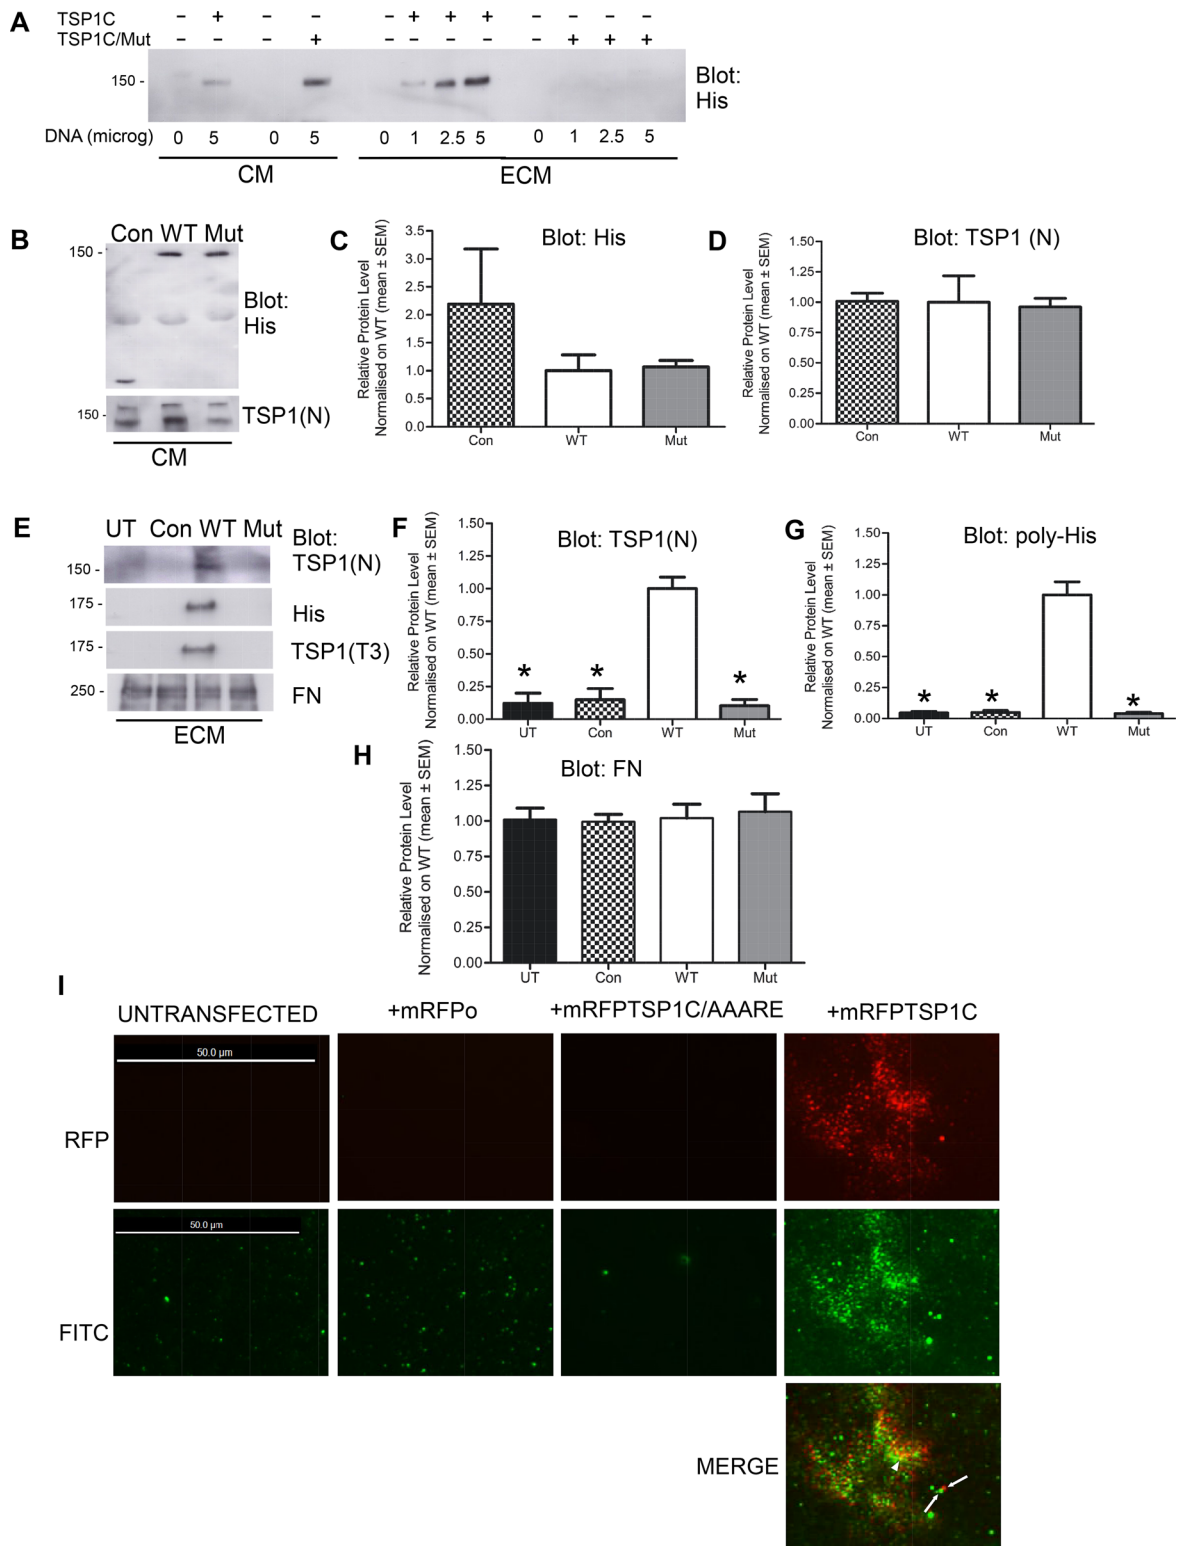 A
TSP1C - + - - - + + + - - - -
TSP1C/Mut - - - + - - - - - + + +
150 -
Blot:
His
DNA (microg) 0 5 0 5 0 1 2.5 5 0 1 2.5 5
CM ECM
B
Con WT Mut
150 -
Blot:
His
150 -
TSP1(N)
CM
C
Blot: His
Relative Protein Level
Normalised on WT (mean ± SEM)
3.5
3.0
2.5
2.0
1.5
1.0
0.5
0.0
Con WT Mut
D
Blot: TSP1 (N)
Relative Protein Level
Normalised on WT (mean ± SEM)
1.50
1.25
1.00
0.75
0.50
0.25
0.00
Con WT Mut
E
UT Con WT Mut
Blot:
TSP1(N)
150 -
175 -
His
175 -
TSP1(T3)
250 -
FN
ECM
F
Blot: TSP1(N)
Relative Protein Level
Normalised on WT (mean ± SEM)
1.50
1.25
1.00
0.75
0.50
0.25
0.00
* * *
UT Con WT Mut
G
Blot: poly-His
Relative Protein Level
Normalised on WT (mean ± SEM)
1.50
1.25
1.00
0.75
0.50
0.25
0.00
* * *
UT Con WT Mut
H
Blot: FN
Relative Protein Level
Normalised on WT (mean ± SEM)
1.50
1.25
1.00
0.75
0.50
0.25
0.00
UT Con WT Mut
I
UNTRANSFECTED +mRFPo +mRFPTSP1C/AAARE +mRFPTSP1C
50.0 µm
RFP
50.0 µm
FITC
MERGE